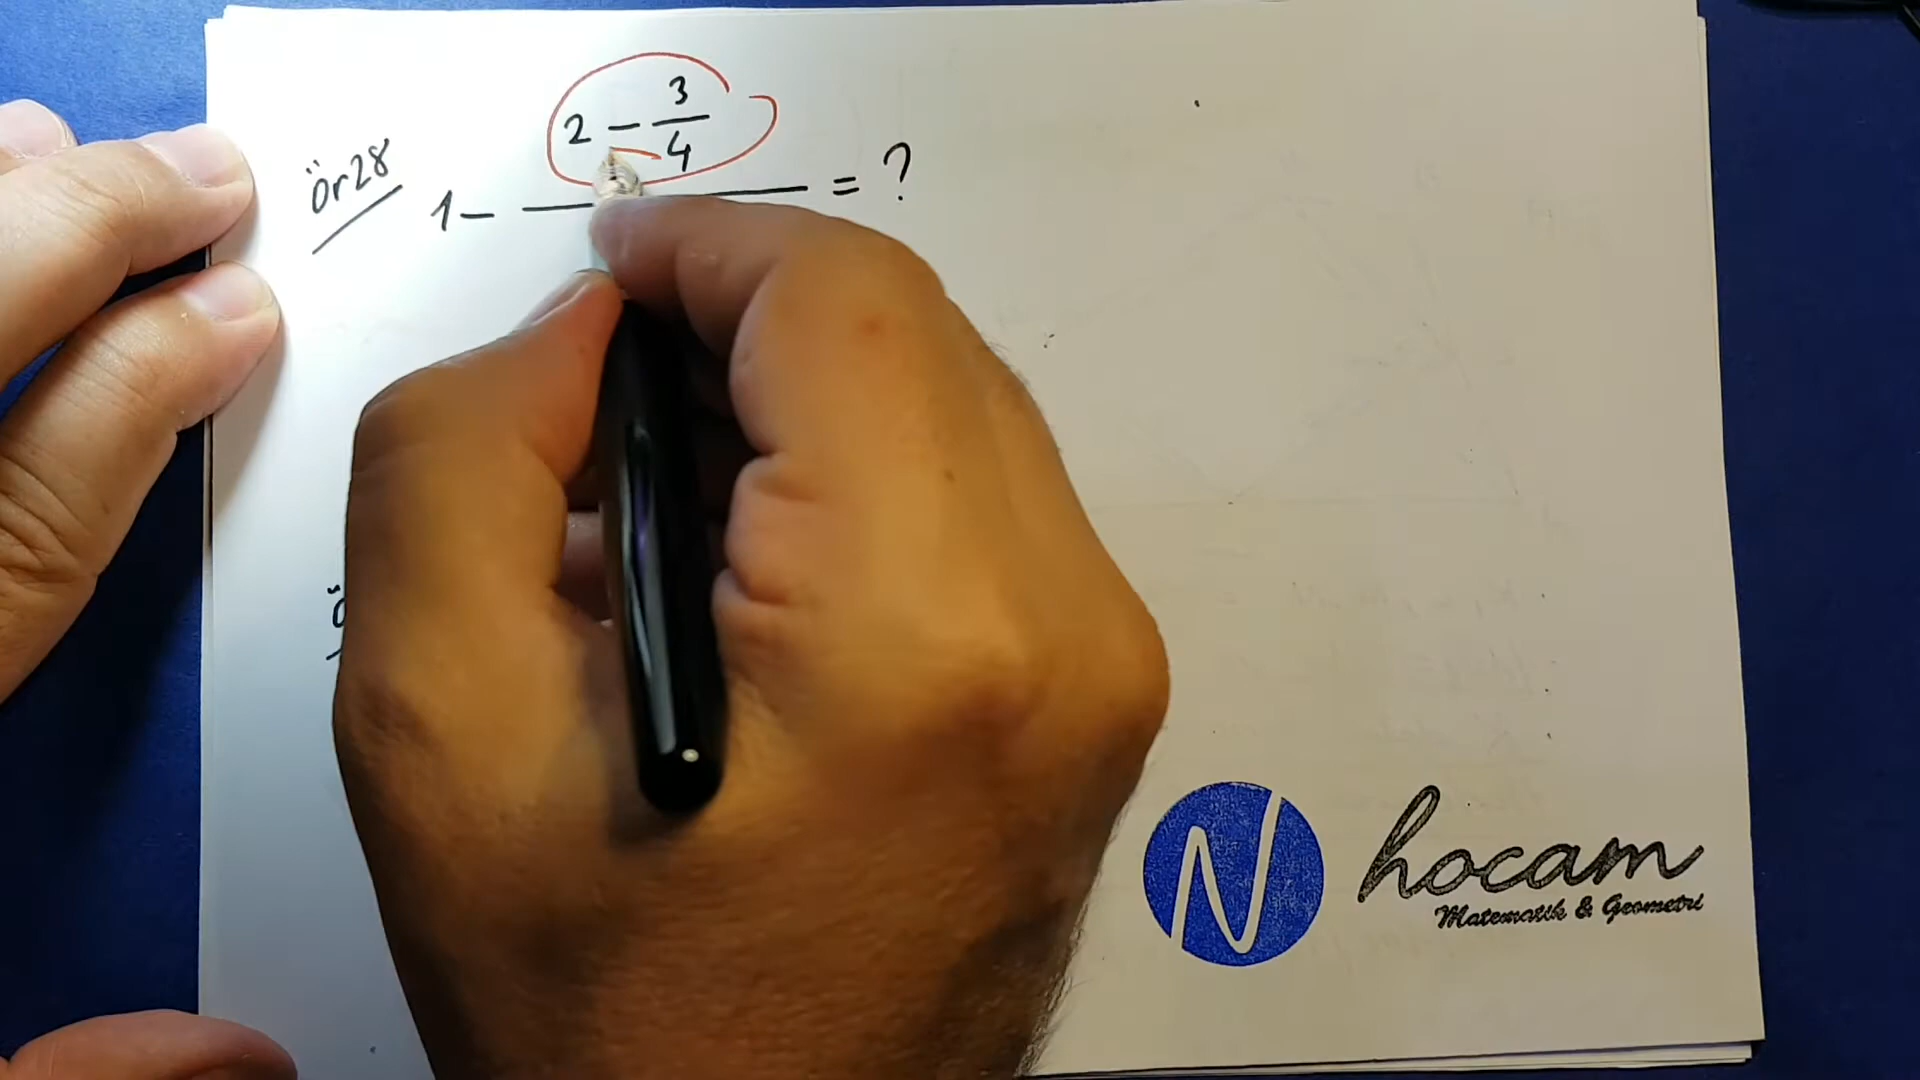 Ör28
1 - (2 - 3/4) / = ?
N hocam
Matematik & Geometri